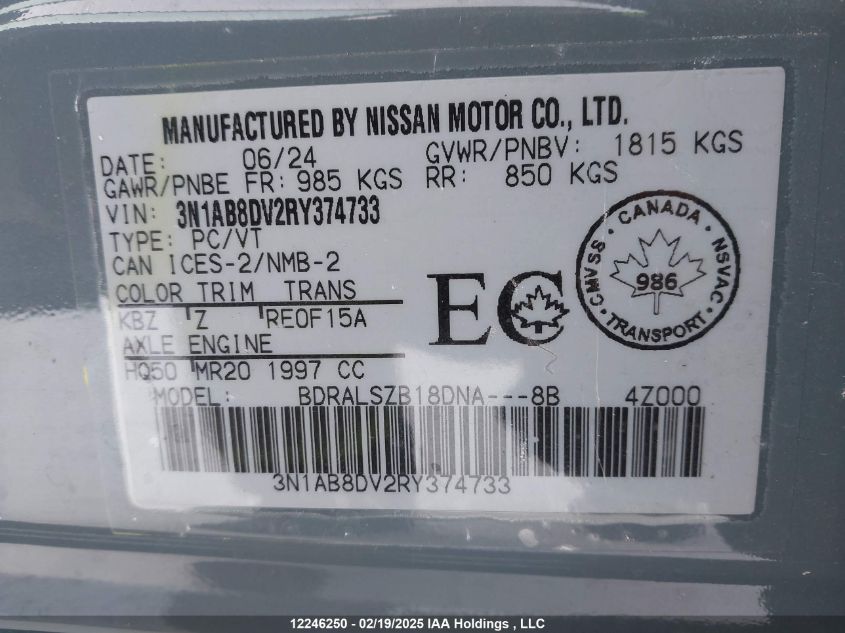 MANUFACTURED BY NISSAN MOTOR CO., LTD.
DATE: 06/24 GVWR/PNBV: 1815 KGS
GAWR/PNBE FR: 985 KGS RR: 850 KGS
VIN: 3N1AB8DV2RY374733
TYPE: PC/VT
CAN ICES-2/NMB-2
COLOR TRIM TRANS
KBZ Z RE0F15A
AXLE ENGINE
HQ50 MR20 1997 CC
EC
CANADA
CMVSS NSVAC
986
TRANSPORT
MODEL: BDRALSZB18DNA---8B 4Z000
3N1AB8DV2RY374733
12246250 - 02/19/2025 IAA Holdings , LLC